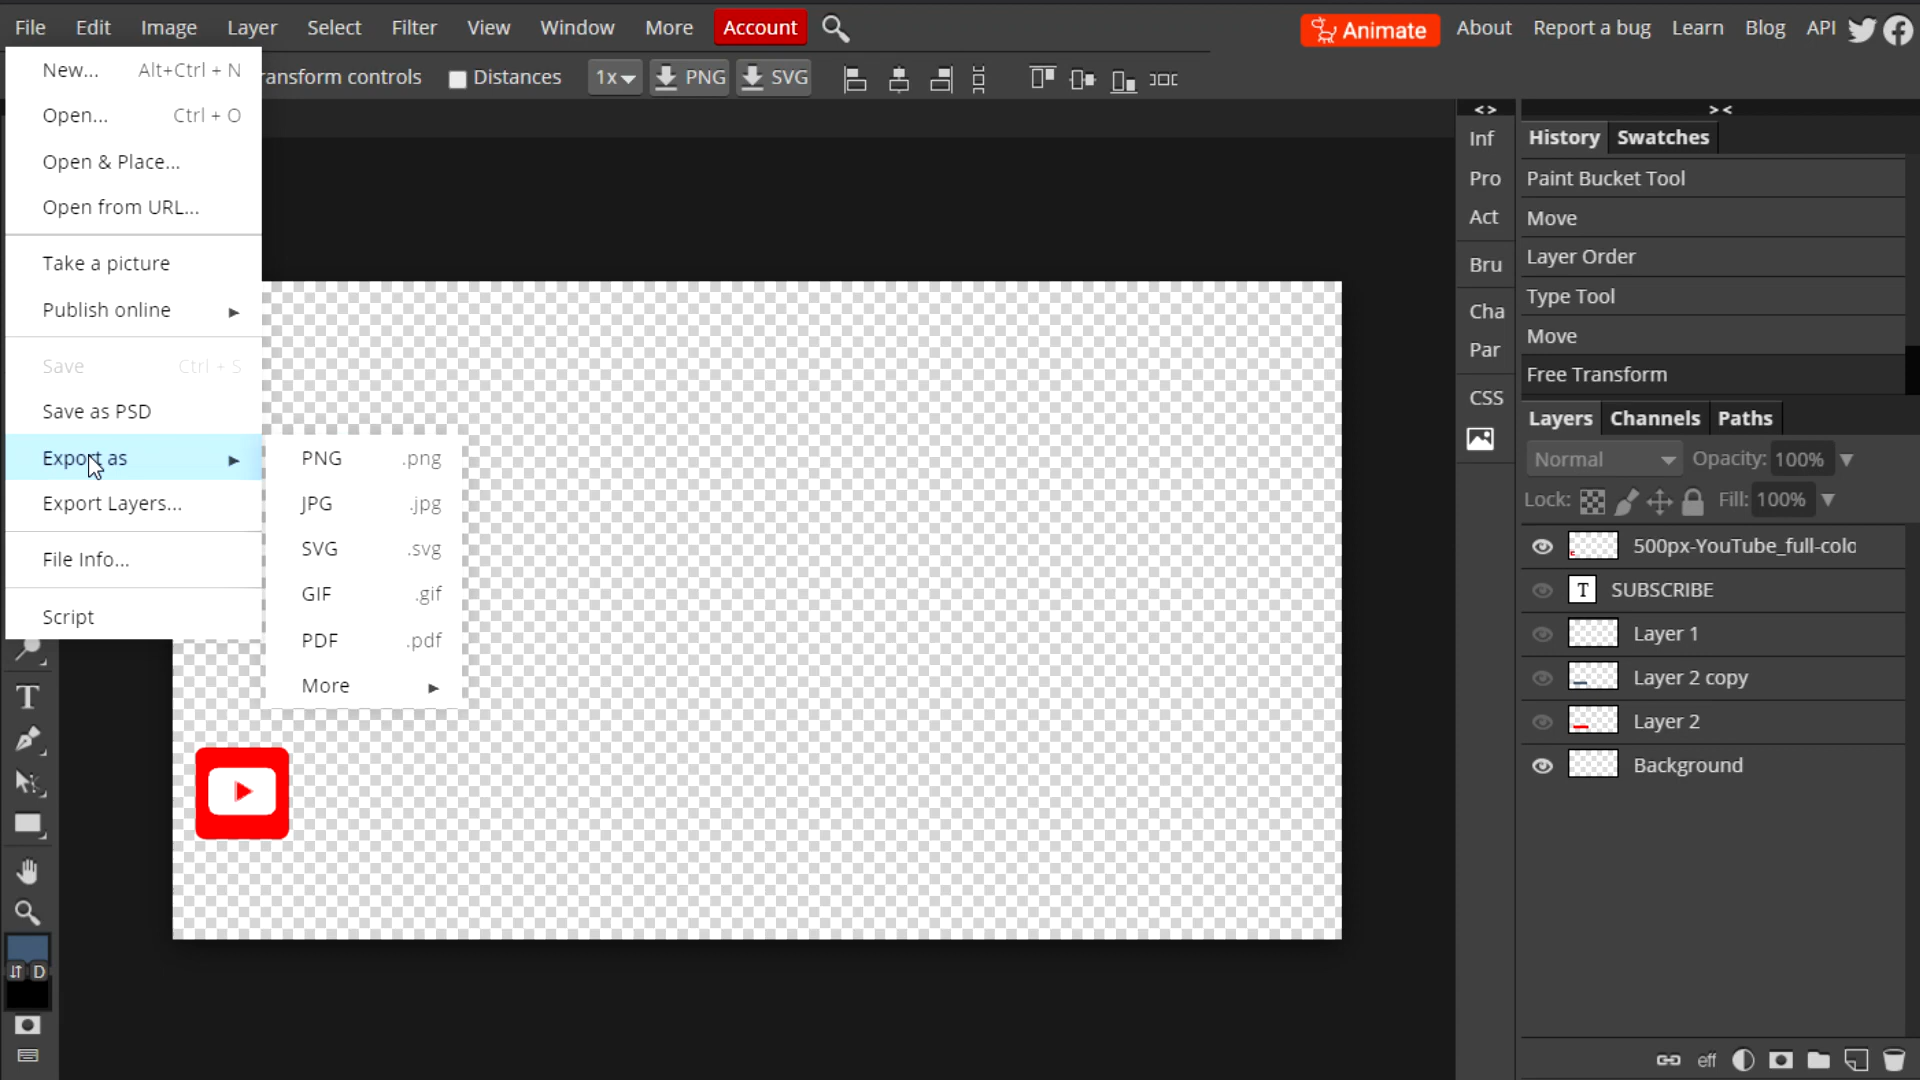 File Edit Image Layer Select Filter View Window More Account Animate About Report a bug Learn Blog API
ransform controls Distances 1x PNG SVG
New... Alt+Ctrl + N
Open... Ctrl + O
Open & Place...
Open from URL...
Take a picture
Publish online
Save Ctrl + S
Save as PSD
Export as
Export Layers...
File Info...
Script
PNG .png
JPG .jpg
SVG .svg
GIF .gif
PDF .pdf
More
T
D
< >
Inf
Pro
Act
Bru
Cha
Par
CSS
> <
History Swatches
Paint Bucket Tool
Move
Layer Order
Type Tool
Move
Free Transform
Layers Channels Paths
Normal Opacity: 100%
Lock: Fill: 100%
500px-YouTube_full-colo
T SUBSCRIBE
Layer 1
Layer 2 copy
Layer 2
Background
eff